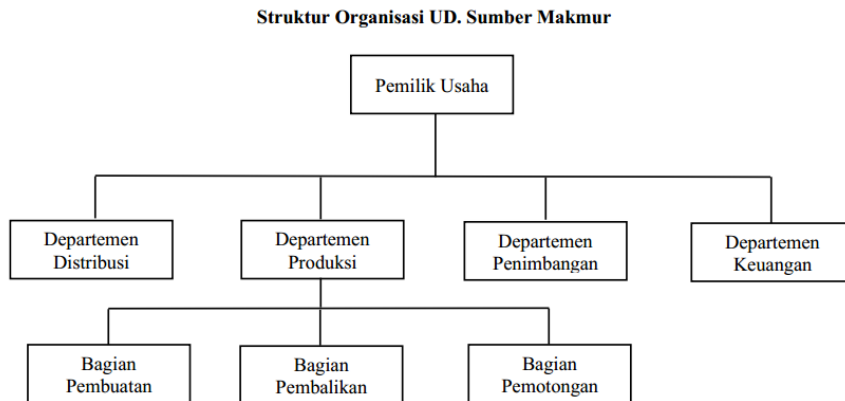 Struktur Organisasi UD. Sumber Makmur
Pemilik Usaha
Departemen
Distribusi
Departemen
Produksi
Departemen
Penimbangan
Departemen
Keuangan
Bagian
Pembuatan
Bagian
Pembalikan
Bagian
Pemotongan